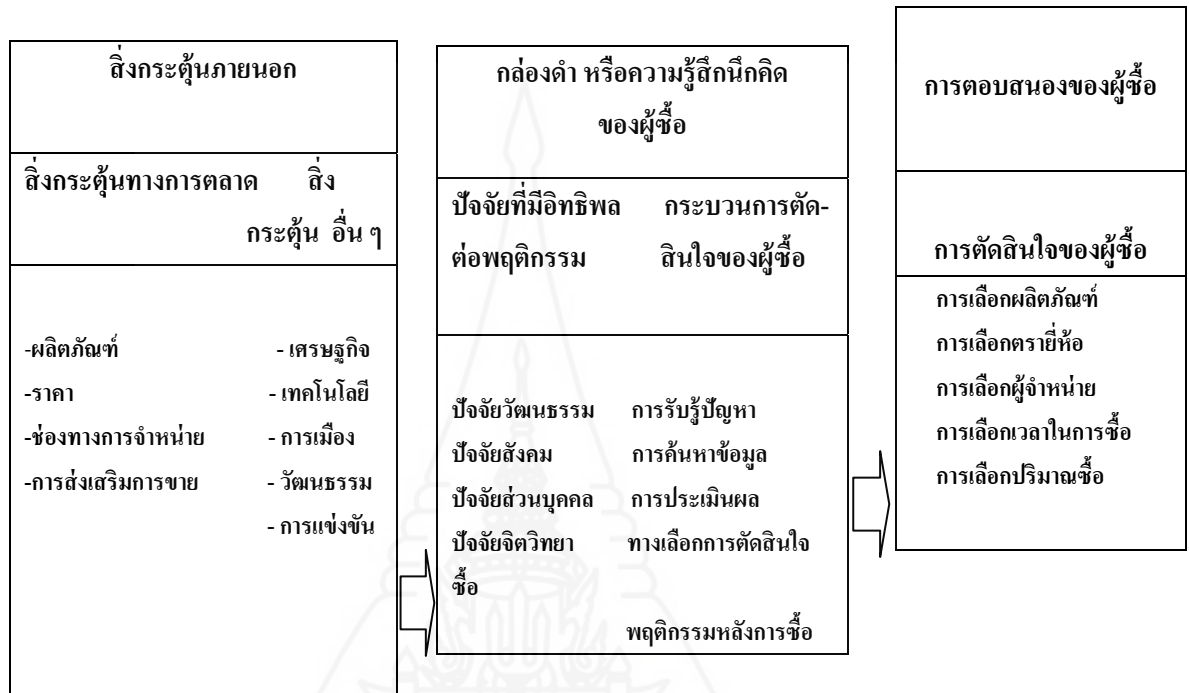 สิ่งกระตุ้นภายนอก
สิ่งกระตุ้นทางการตลาด สิ่ง
กระตุ้น อื่น ๆ
-ผลิตภัณฑ์ - เศรษฐกิจ
-ราคา - เทคโนโลยี
-ช่องทางการจำหน่าย - การเมือง
-การส่งเสริมการขาย - วัฒนธรรม
- การแข่งขัน
กล่องดำ หรือความรู้สึกนึกคิด
ของผู้ซื้อ
ปัจจัยที่มีอิทธิพล กระบวนการตัด-
ต่อพฤติกรรม สินใจของผู้ซื้อ
ปัจจัยวัฒนธรรม การรับรู้ปัญหา
ปัจจัยสังคม การค้นหาข้อมูล
ปัจจัยส่วนบุคคล การประเมินผล
ปัจจัยจิตวิทยา ทางเลือกการตัดสินใจ
ซื้อ
พฤติกรรมหลังการซื้อ
การตอบสนองของผู้ซื้อ
การตัดสินใจของผู้ซื้อ
การเลือกผลิตภัณฑ์
การเลือกตรายี่ห้อ
การเลือกผู้จำหน่าย
การเลือกเวลาในการซื้อ
การเลือกปริมาณซื้อ